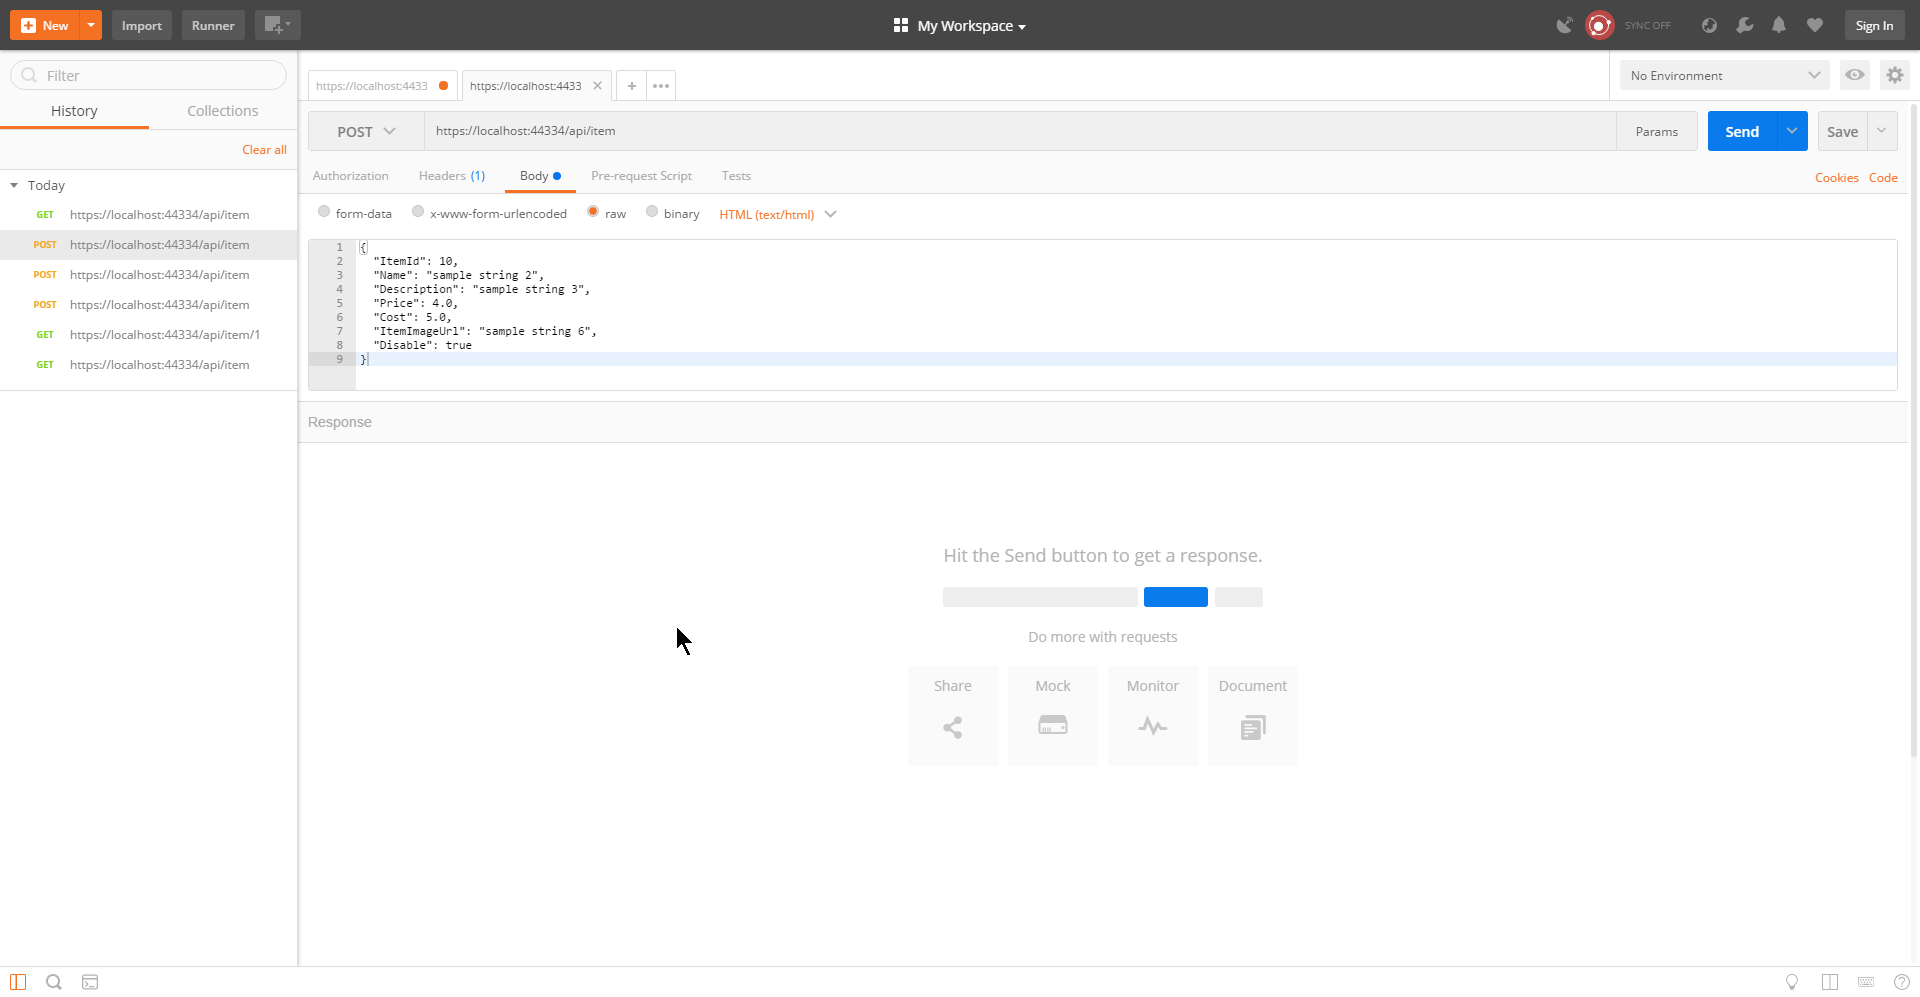 New
Import
Runner
My Workspace
SYNC OFF
Sign In
Filter
History
Collections
Clear all
Today
GET https://localhost:44334/api/item
POST https://localhost:44334/api/item
POST https://localhost:44334/api/item
POST https://localhost:44334/api/item
GET https://localhost:44334/api/item/1
GET https://localhost:44334/api/item
https://localhost:4433
https://localhost:4433
No Environment
POST
https://localhost:44334/api/item
Params
Send
Save
Authorization
Headers (1)
Body
Pre-request Script
Tests
Cookies
Code
form-data
x-www-form-urlencoded
raw
binary
HTML (text/html)
1 {
2 "ItemId": 10,
3 "Name": "sample string 2",
4 "Description": "sample string 3",
5 "Price": 4.0,
6 "Cost": 5.0,
7 "ItemImageUrl": "sample string 6",
8 "Disable": true
9 }
Response
Hit the Send button to get a response.
Do more with requests
Share
Mock
Monitor
Document